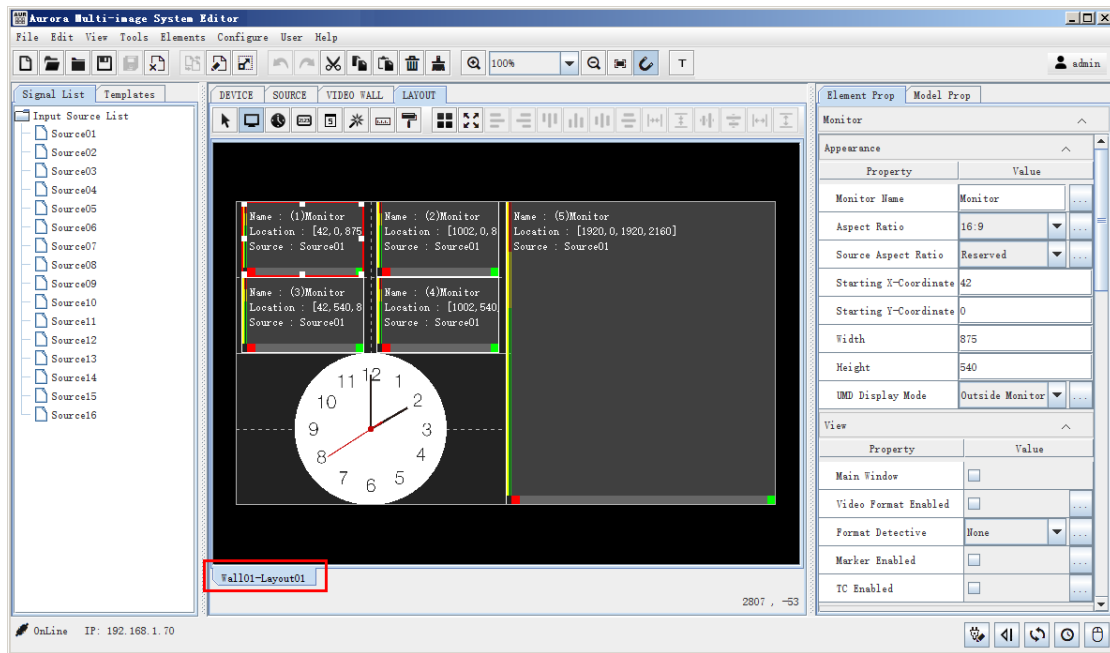 Aurora Multi-image System Editor
File Edit View Tools Elements Configure User Help
100%
T
admin
Signal List Templates
DEVICE SOURCE VIDEO WALL LAYOUT
Element Prop Model Prop
Input Source List
Source01
Source02
Source03
Source04
Source05
Source06
Source07
Source08
Source09
Source10
Source11
Source12
Source13
Source14
Source15
Source16
Name : (1)Monitor
Location : [42,0,875
Source : Source01
Name : (2)Monitor
Location : [1002,0,8
Source : Source01
Name : (5)Monitor
Location : [1920,0,1920,2160]
Source : Source01
Name : (3)Monitor
Location : [42,540,8
Source : Source01
Name : (4)Monitor
Location : [1002,540,
Source : Source01
12
1
2
3
4
5
6
7
8
9
10
11
Wall01-Layout01
2807 , -53
Monitor
Appearance
Property Value
Monitor Name Monitor ...
Aspect Ratio 16:9 ...
Source Aspect Ratio Reserved ...
Starting X-Coordinate 42
Starting Y-Coordinate 0
Width 875
Height 540
UMD Display Mode Outside Monitor ...
View
Property Value
Main Window
Video Format Enabled ...
Format Detective None ...
Marker Enabled ...
TC Enabled ...
OnLine IP: 192.168.1.70